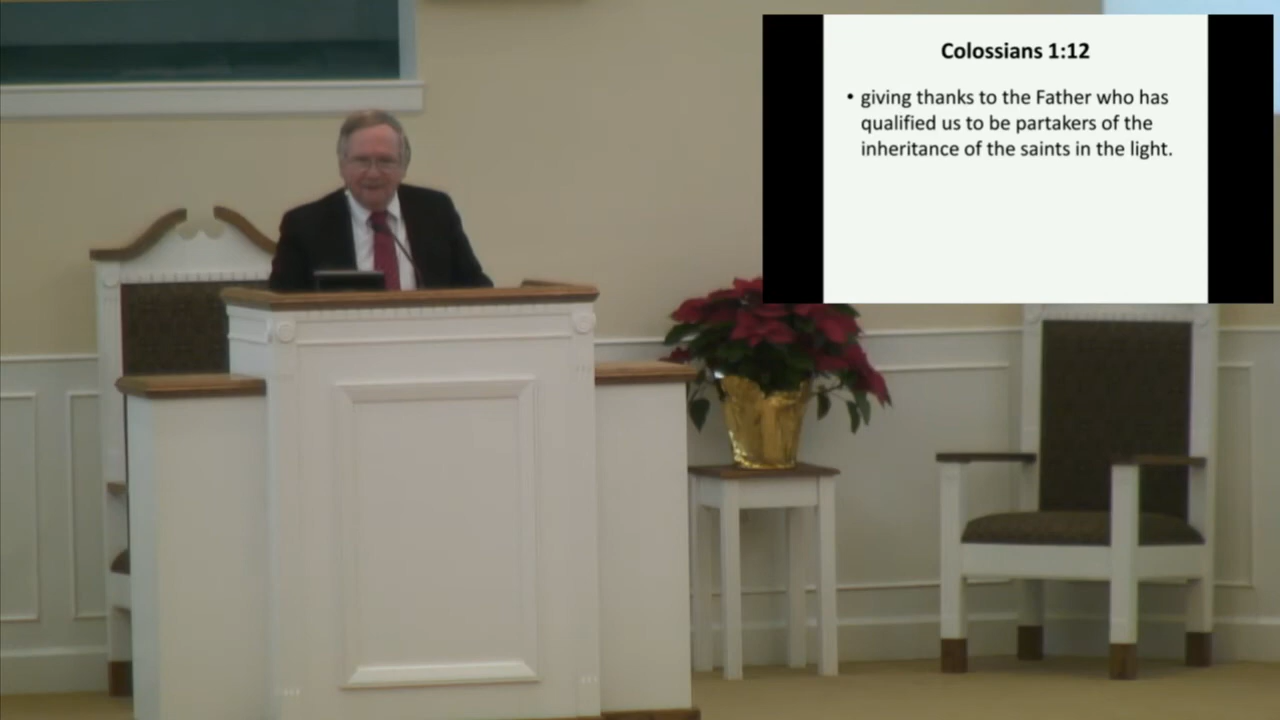 Colossians 1:12
• giving thanks to the Father who has
qualified us to be partakers of the
inheritance of the saints in the light.